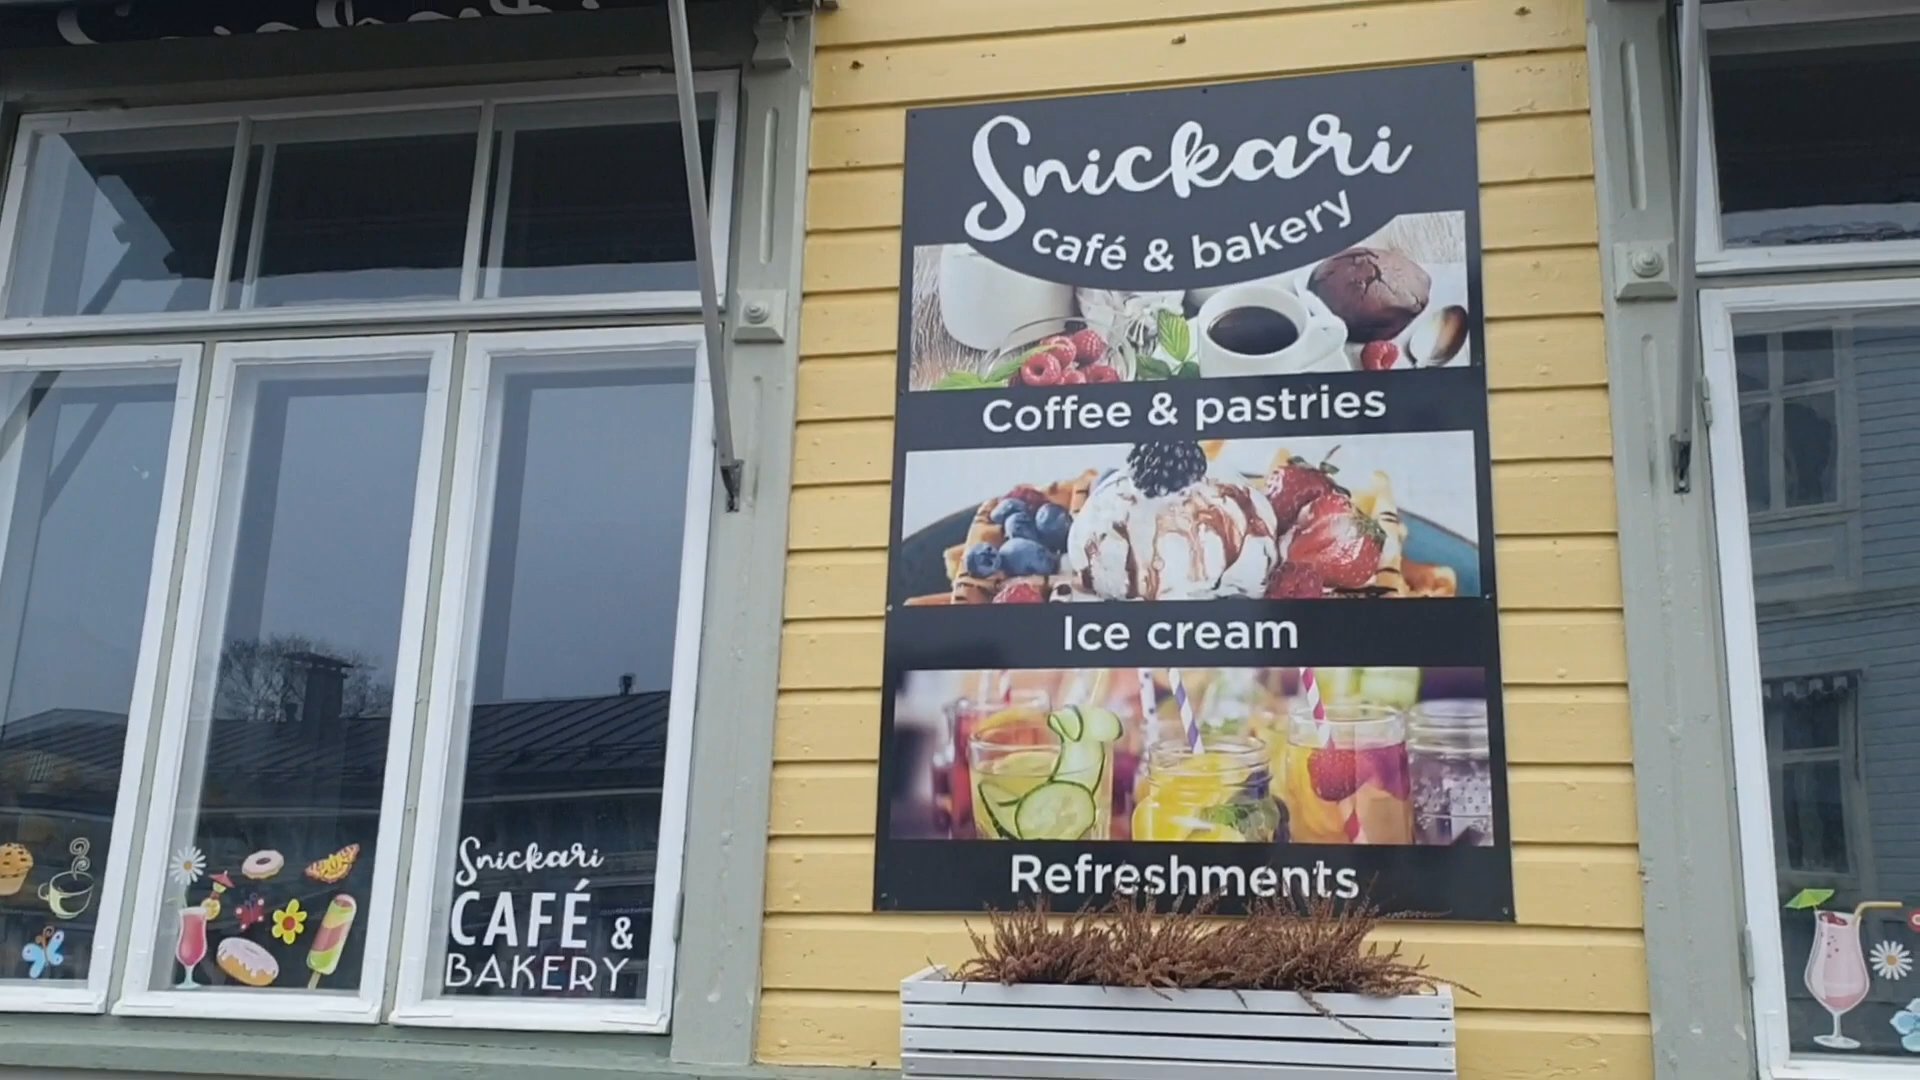 Snickari
café & bakery
Coffee & pastries
Ice cream
Refreshments
Snickari
CAFÉ &
BAKERY